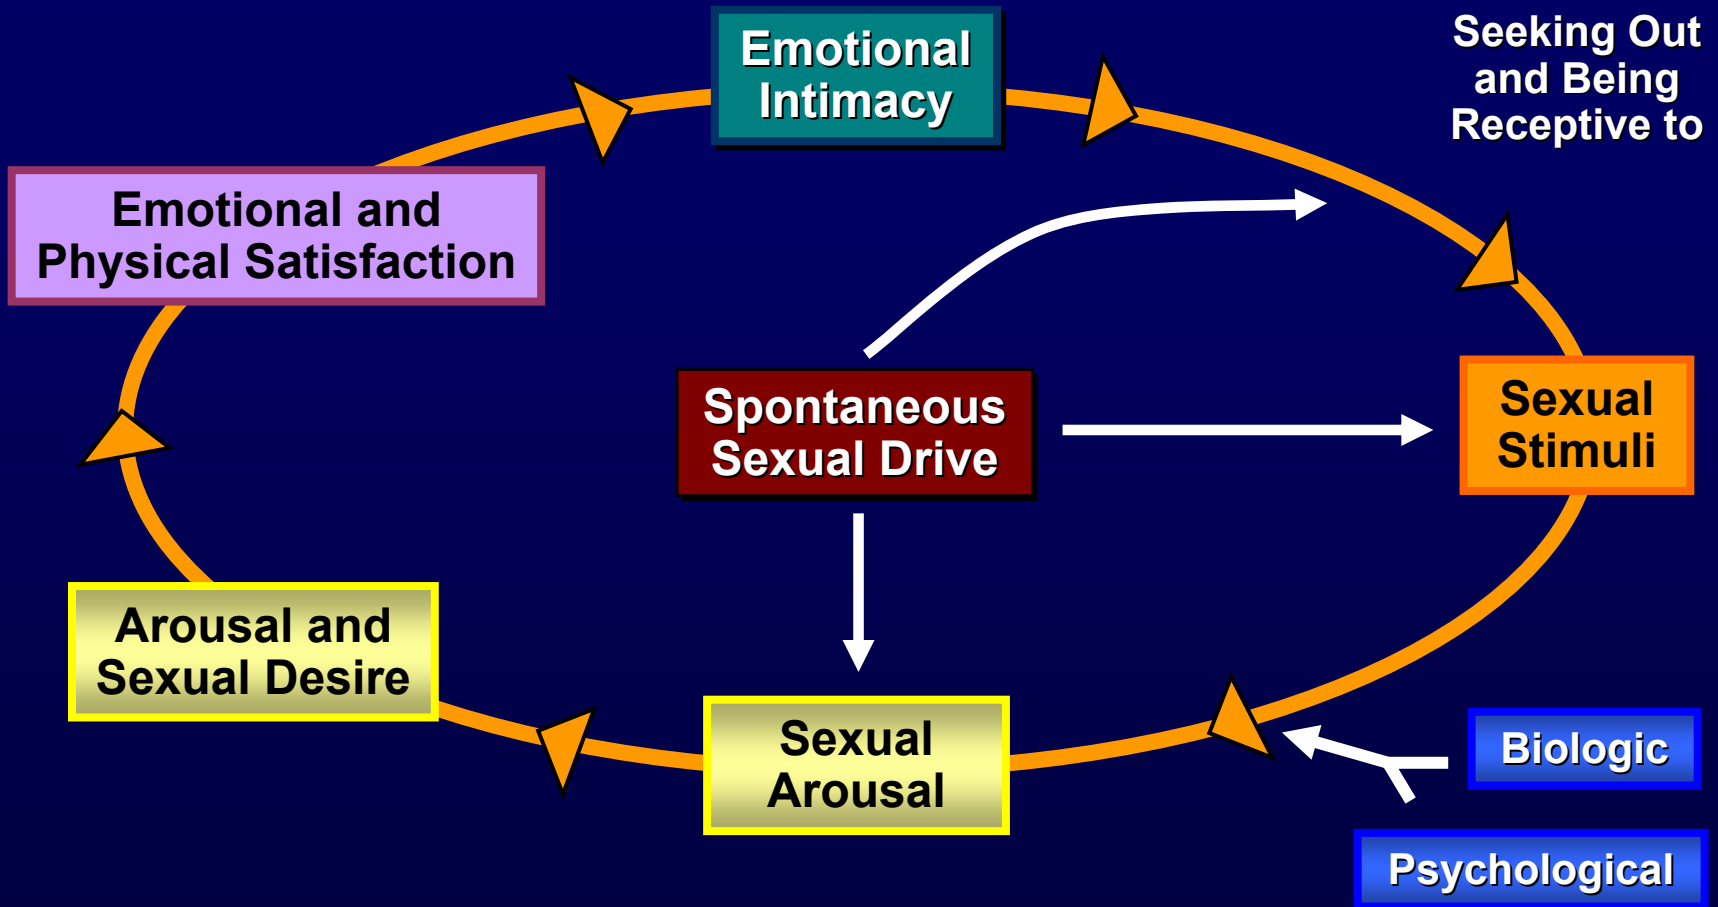 Emotional
Intimacy
Seeking Out
and Being
Receptive to
Emotional and
Physical Satisfaction
Spontaneous
Sexual Drive
Sexual
Stimuli
Arousal and
Sexual Desire
Sexual
Arousal
Biologic
Psychological